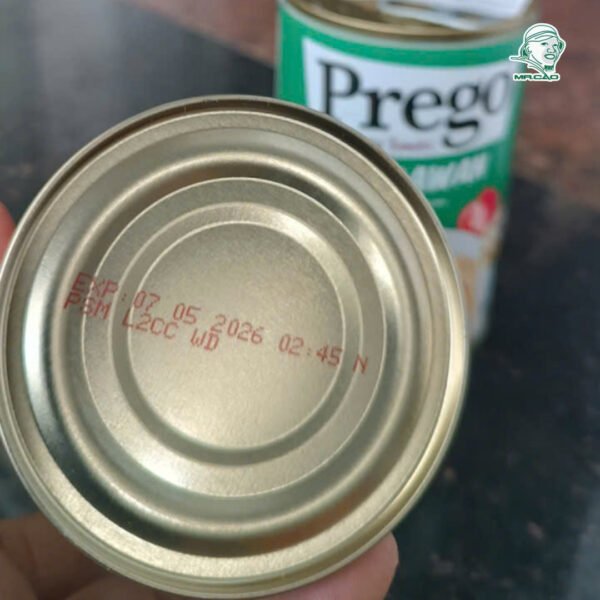 MR.CAO
Prego
EXP: 07 05 2026 02:45 N
PSM L2CC WD